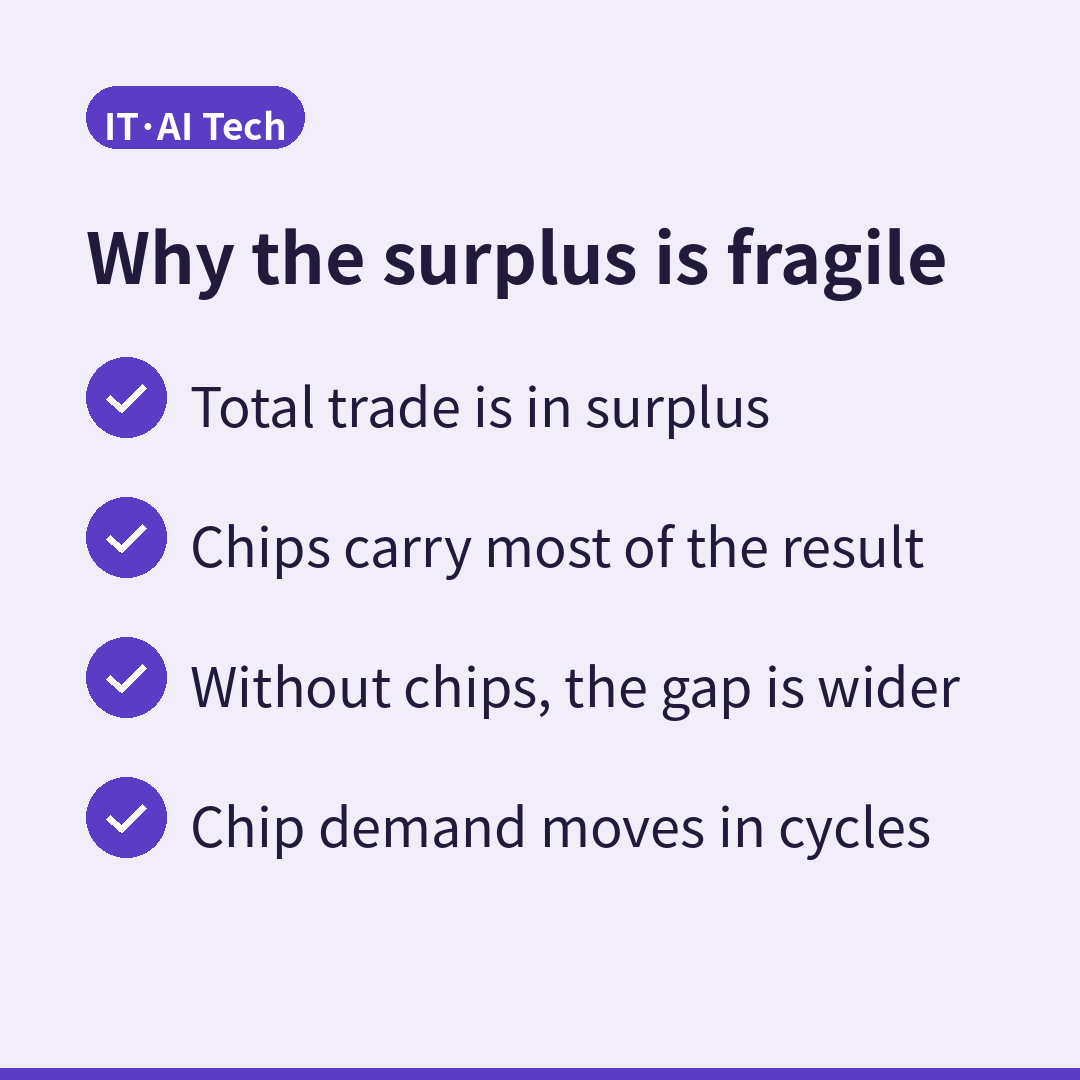 IT·AI Tech
Why the surplus is fragile
Total trade is in surplus
Chips carry most of the result
Without chips, the gap is wider
Chip demand moves in cycles